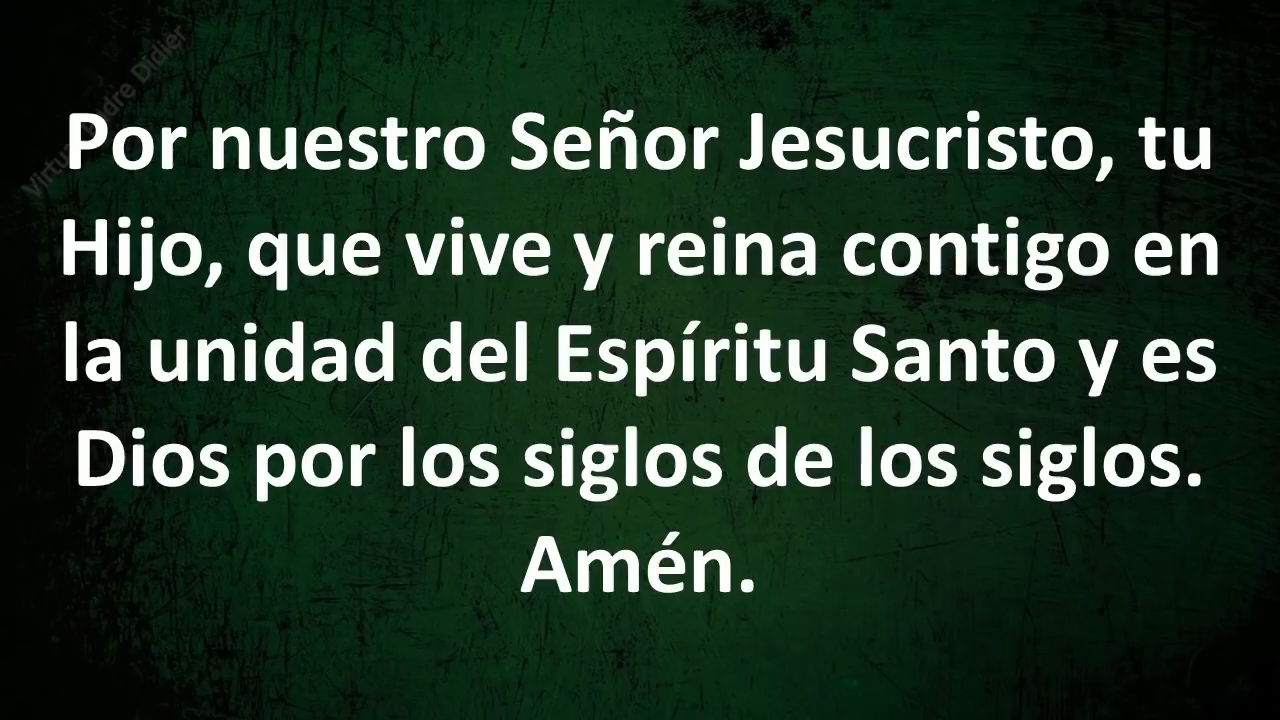 Por nuestro Señor Jesucristo, tu
Hijo, que vive y reina contigo en
la unidad del Espíritu Santo y es
Dios por los siglos de los siglos.
Amén.
Didier